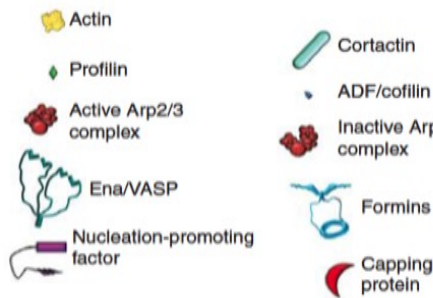 Actin
Profilin
Active Arp2/3
complex
Ena/VASP
Nucleation-promoting
factor
Cortactin
ADF/cofilin
Inactive Arp
complex
Formins
Capping
protein